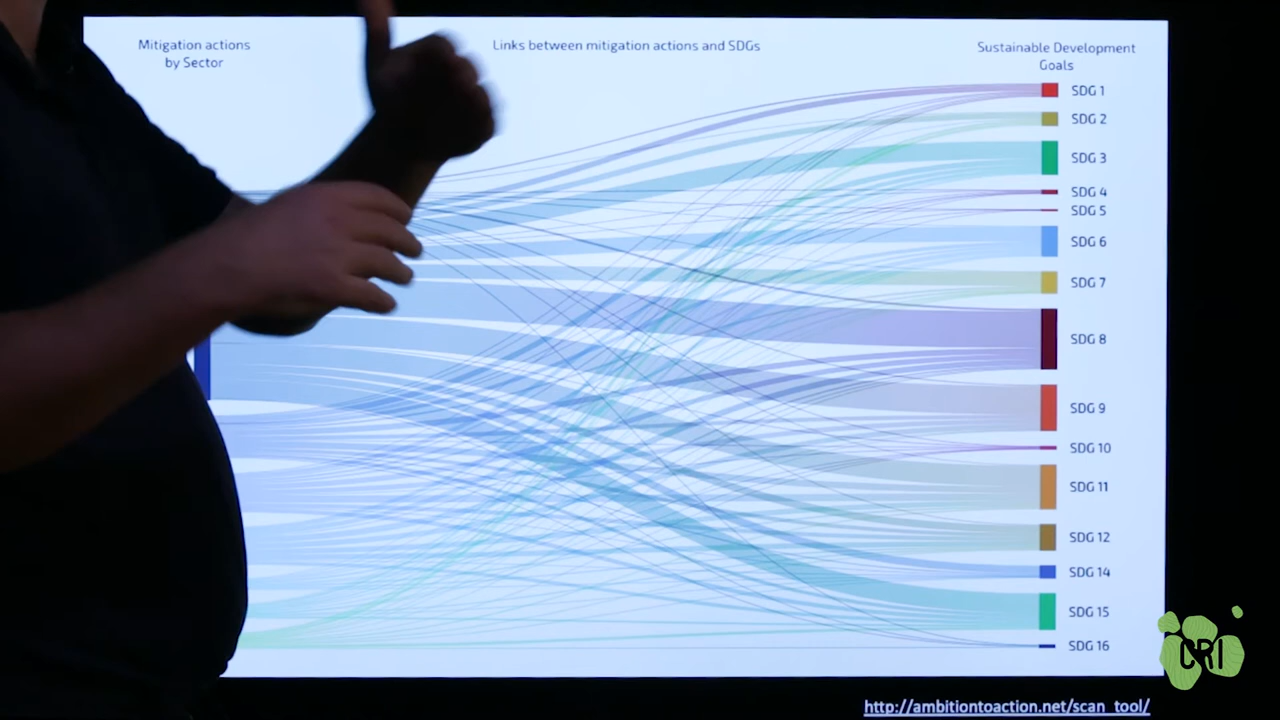 Mitigation actions
by Sector
Links between mitigation actions and SDGs
Sustainable Development
Goals
SDG 1
SDG 2
SDG 3
SDG 4
SDG 5
SDG 6
SDG 7
SDG 8
SDG 9
SDG 10
SDG 11
SDG 12
SDG 14
SDG 15
SDG 16
CRI
http://ambitiontoaction.net/scan_tool/